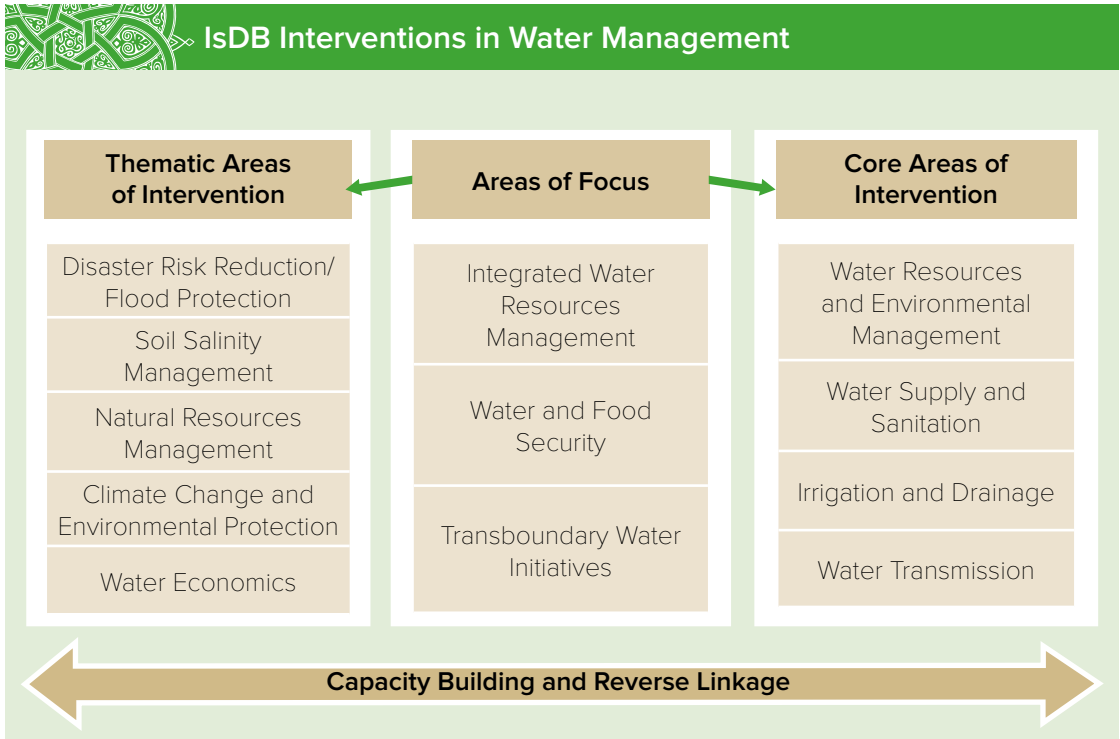 IsDB Interventions in Water Management
Thematic Areas
of Intervention
Disaster Risk Reduction/
Flood Protection
Soil Salinity
Management
Natural Resources
Management
Climate Change and
Environmental Protection
Water Economics
Areas of Focus
Integrated Water
Resources
Management
Water and Food
Security
Transboundary Water
Initiatives
Core Areas of
Intervention
Water Resources
and Environmental
Management
Water Supply and
Sanitation
Irrigation and Drainage
Water Transmission
Capacity Building and Reverse Linkage